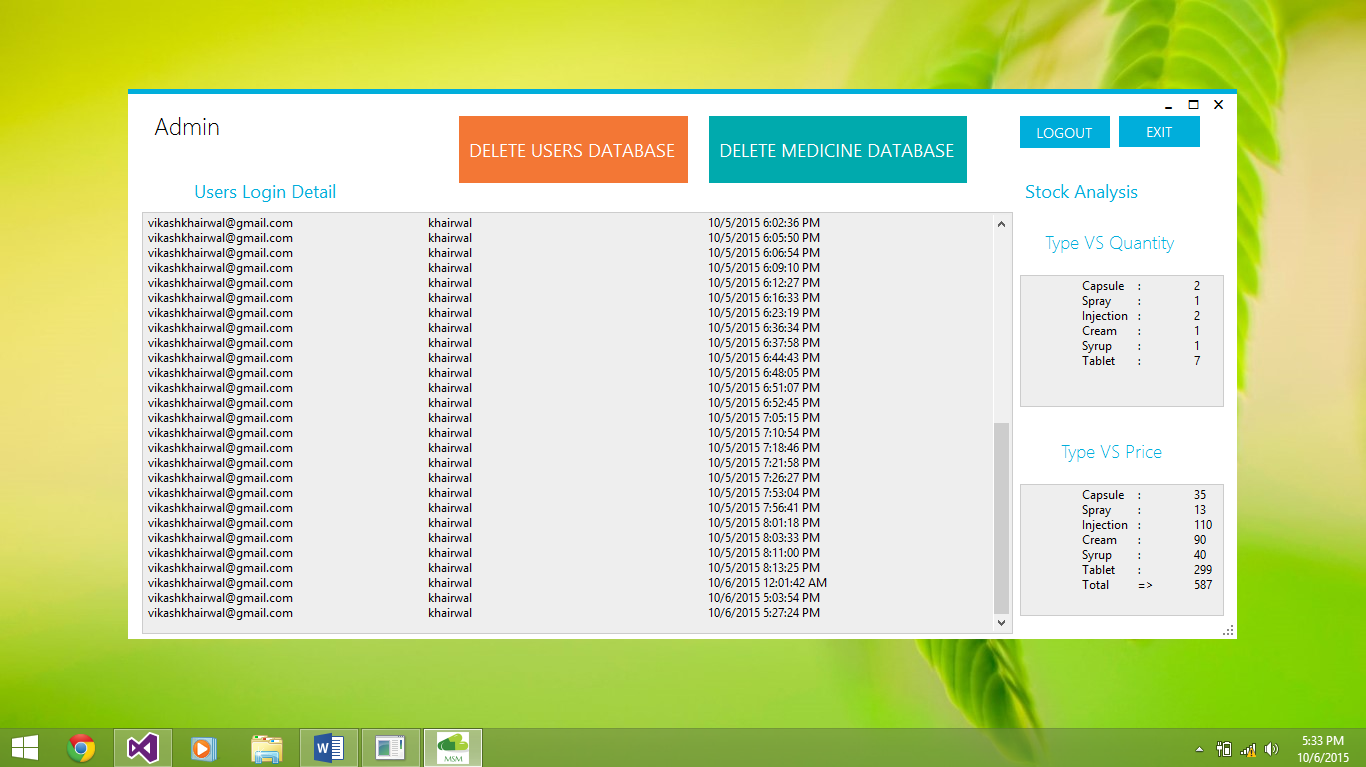 Admin
DELETE USERS DATABASE
DELETE MEDICINE DATABASE
LOGOUT
EXIT
Users Login Detail
vikashkhairwal@gmail.com khairwal 10/5/2015 6:02:36 PM
vikashkhairwal@gmail.com khairwal 10/5/2015 6:05:50 PM
vikashkhairwal@gmail.com khairwal 10/5/2015 6:06:54 PM
vikashkhairwal@gmail.com khairwal 10/5/2015 6:09:10 PM
vikashkhairwal@gmail.com khairwal 10/5/2015 6:12:27 PM
vikashkhairwal@gmail.com khairwal 10/5/2015 6:16:33 PM
vikashkhairwal@gmail.com khairwal 10/5/2015 6:23:19 PM
vikashkhairwal@gmail.com khairwal 10/5/2015 6:36:34 PM
vikashkhairwal@gmail.com khairwal 10/5/2015 6:37:58 PM
vikashkhairwal@gmail.com khairwal 10/5/2015 6:44:43 PM
vikashkhairwal@gmail.com khairwal 10/5/2015 6:48:05 PM
vikashkhairwal@gmail.com khairwal 10/5/2015 6:51:07 PM
vikashkhairwal@gmail.com khairwal 10/5/2015 6:52:45 PM
vikashkhairwal@gmail.com khairwal 10/5/2015 7:05:15 PM
vikashkhairwal@gmail.com khairwal 10/5/2015 7:10:54 PM
vikashkhairwal@gmail.com khairwal 10/5/2015 7:18:46 PM
vikashkhairwal@gmail.com khairwal 10/5/2015 7:21:58 PM
vikashkhairwal@gmail.com khairwal 10/5/2015 7:26:27 PM
vikashkhairwal@gmail.com khairwal 10/5/2015 7:53:04 PM
vikashkhairwal@gmail.com khairwal 10/5/2015 7:56:41 PM
vikashkhairwal@gmail.com khairwal 10/5/2015 8:01:18 PM
vikashkhairwal@gmail.com khairwal 10/5/2015 8:03:33 PM
vikashkhairwal@gmail.com khairwal 10/5/2015 8:11:00 PM
vikashkhairwal@gmail.com khairwal 10/5/2015 8:13:25 PM
vikashkhairwal@gmail.com khairwal 10/6/2015 12:01:42 AM
vikashkhairwal@gmail.com khairwal 10/6/2015 5:03:54 PM
vikashkhairwal@gmail.com khairwal 10/6/2015 5:27:24 PM
Stock Analysis
Type VS Quantity
Capsule : 2
Spray : 1
Injection : 2
Cream : 1
Syrup : 1
Tablet : 7
Type VS Price
Capsule : 35
Spray : 13
Injection : 110
Cream : 90
Syrup : 40
Tablet : 299
Total => 587
W
MSM
5:33 PM
10/6/2015